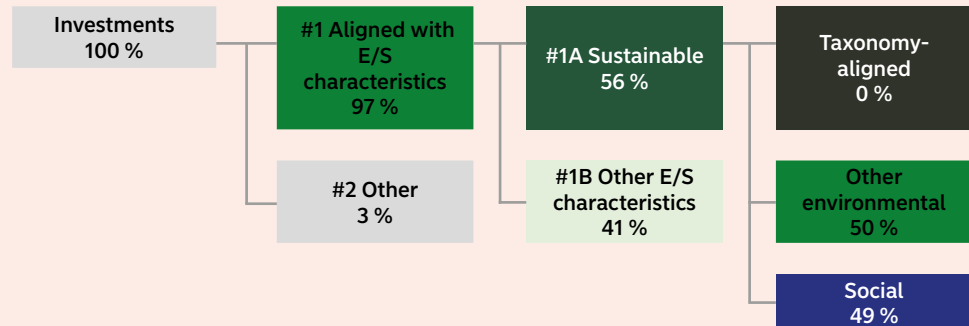 Investments
100 %
#1 Aligned with
E/S
characteristics
97 %
#1A Sustainable
56 %
Taxonomy-
aligned
0 %
#2 Other
3 %
#1B Other E/S
characteristics
41 %
Other
environmental
50 %
Social
49 %